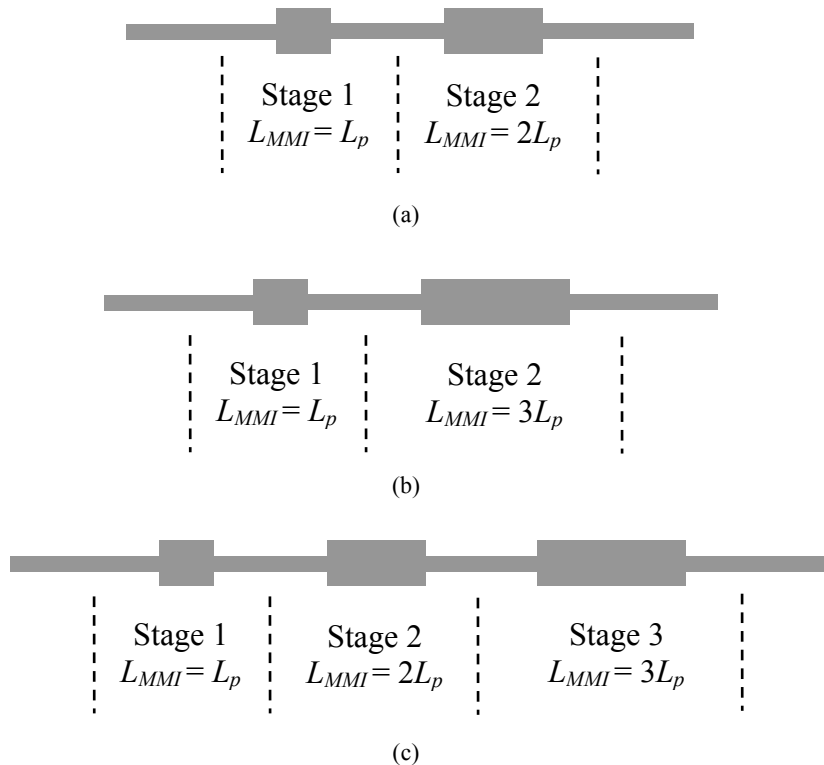 Stage 1 Stage 2
L_MMI = L_p L_MMI = 2L_p
(a)
Stage 1 Stage 2
L_MMI = L_p L_MMI = 3L_p
(b)
Stage 1 Stage 2 Stage 3
L_MMI = L_p L_MMI = 2L_p L_MMI = 3L_p
(c)